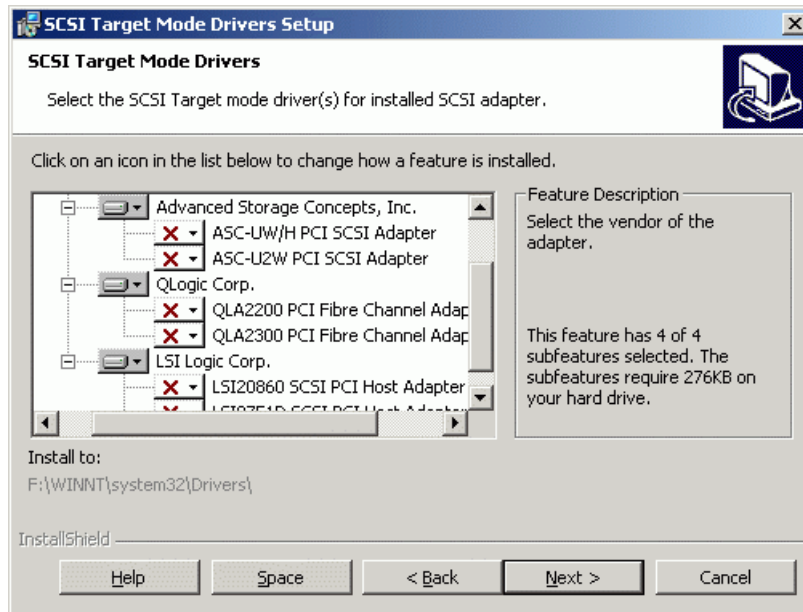 SCSI Target Mode Drivers Setup
SCSI Target Mode Drivers
Select the SCSI Target mode driver(s) for installed SCSI adapter.
Click on an icon in the list below to change how a feature is installed.
Advanced Storage Concepts, Inc.
ASC-UW/H PCI SCSI Adapter
ASC-U2W PCI SCSI Adapter
QLogic Corp.
QLA2200 PCI Fibre Channel Adap
QLA2300 PCI Fibre Channel Adap
LSI Logic Corp.
LSI20860 SCSI PCI Host Adapter
SCSI PCI Host Adapter
Feature Description
Select the vendor of the
adapter.
This feature has 4 of 4
subfeatures selected. The
subfeatures require 276KB on
your hard drive.
Install to:
F:\WINNT\system32\Drivers\
InstallShield
Help
Space
< Back
Next >
Cancel